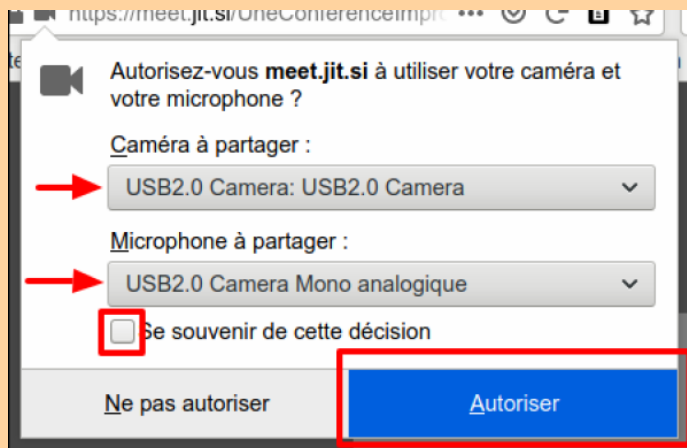 https://meet.jit.si/UneConferenceImpro
Autorisez-vous meet.jit.si à utiliser votre caméra et
votre microphone ?
Caméra à partager :
USB2.0 Camera: USB2.0 Camera
Microphone à partager :
USB2.0 Camera Mono analogique
Se souvenir de cette décision
Ne pas autoriser
Autoriser